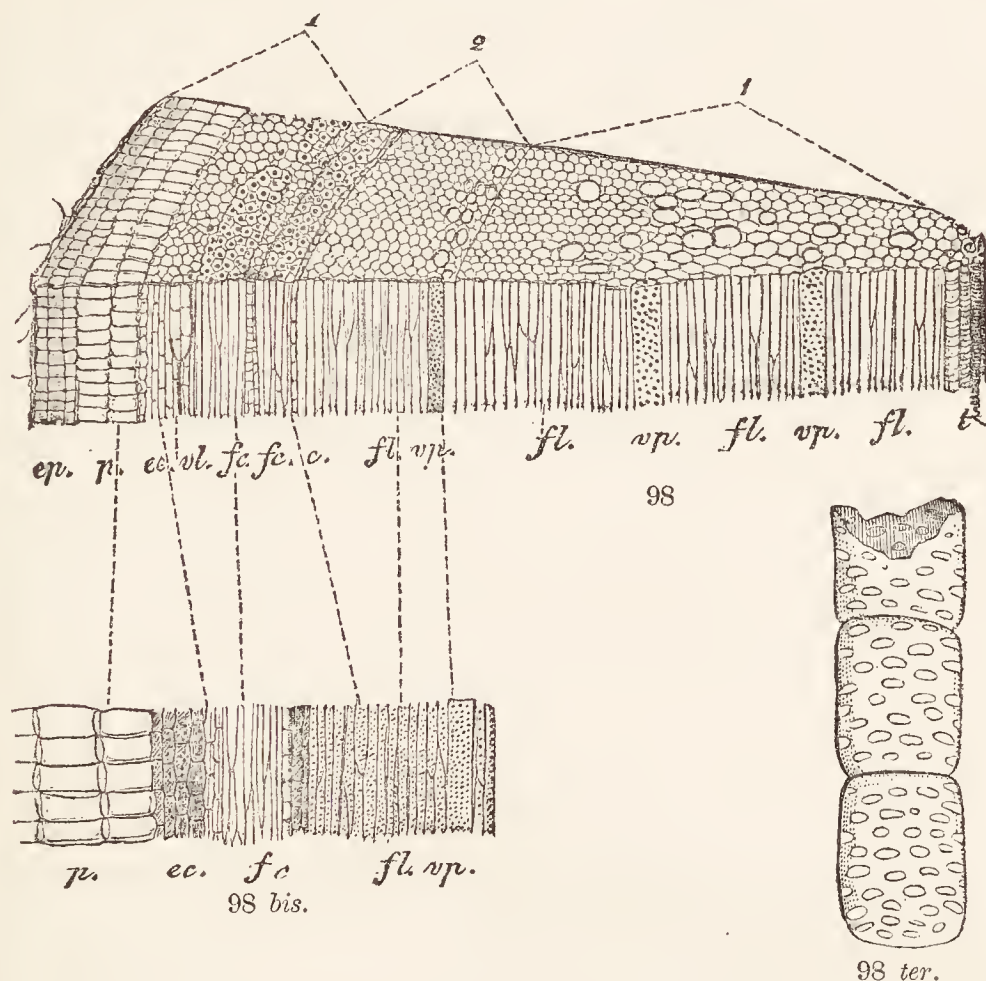 1
2
1
ep. p. ec. vl. fc. fc. c. fl. vp. fl. vp. fl. vp. fl. t
98
p. ec. fc fl. vp.
98 bis.
98 ter.